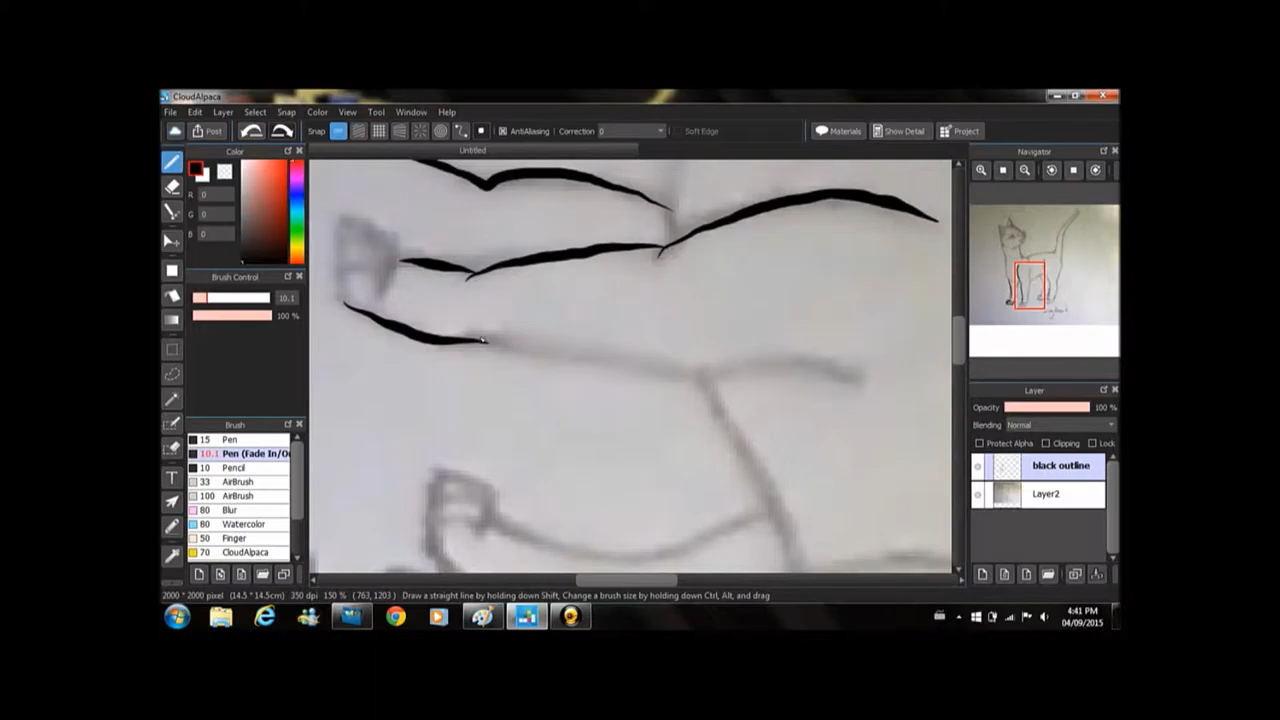 CloudAlpaca
File Edit Layer Select Snap Color View Tool Window Help
Post Snap AntiAliasing Correction 0 Soft Edge Materials Show Detail Project
Color Untitled Navigator
R 0
G 0
B 0
Brush Control
10.1
100 %
Layer
Opacity 100 %
Blending Normal
Protect Alpha Clipping Lock
black outline
Layer2
Brush
15 Pen
10.1 Pen (Fade In/Ou
10 Pencil
33 AirBrush
100 AirBrush
80 Blur
80 Watercolor
50 Finger
70 CloudAlpaca
2000 * 2000 pixel (14.5 * 14.5cm) 350 dpi 150 % (763, 1203) Draw a straight line by holding down Shift, Change a brush size by holding down Ctrl, Alt, and drag
4:41 PM
04/09/2015